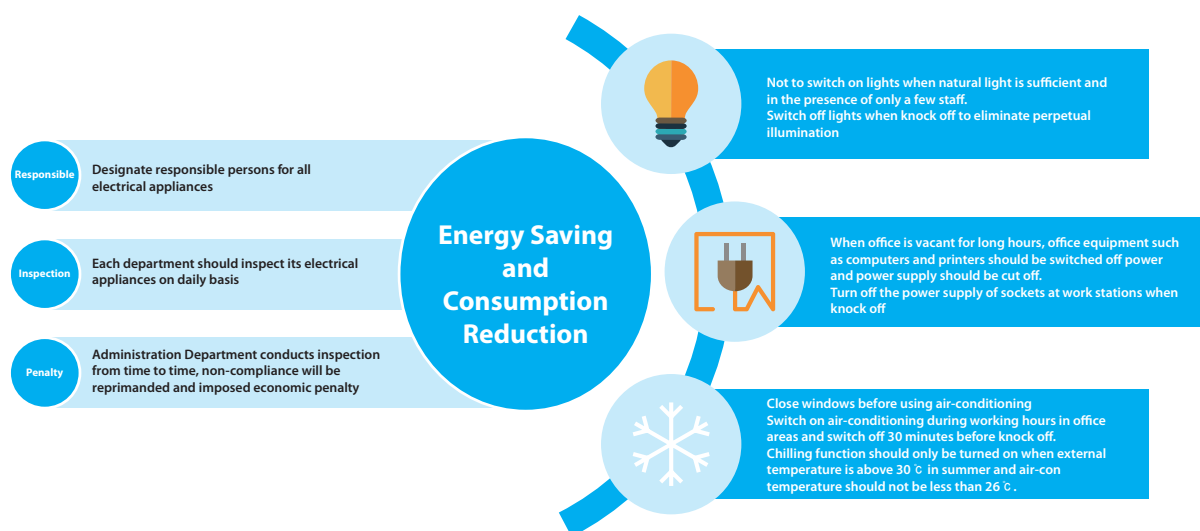 Responsible
Designate responsible persons for all
electrical appliances
Inspection
Each department should inspect its electrical
appliances on daily basis
Penalty
Administration Department conducts inspection
from time to time, non-compliance will be
reprimanded and imposed economic penalty
Energy Saving
and
Consumption
Reduction
Not to switch on lights when natural light is sufficient and
in the presence of only a few staff.
Switch off lights when knock off to eliminate perpetual
illumination
When office is vacant for long hours, office equipment such
as computers and printers should be switched off power
and power supply should be cut off.
Turn off the power supply of sockets at work stations when
knock off
Close windows before using air-conditioning
Switch on air-conditioning during working hours in office
areas and switch off 30 minutes before knock off.
Chilling function should only be turned on when external
temperature is above 30 ℃ in summer and air-con
temperature should not be less than 26 ℃ .